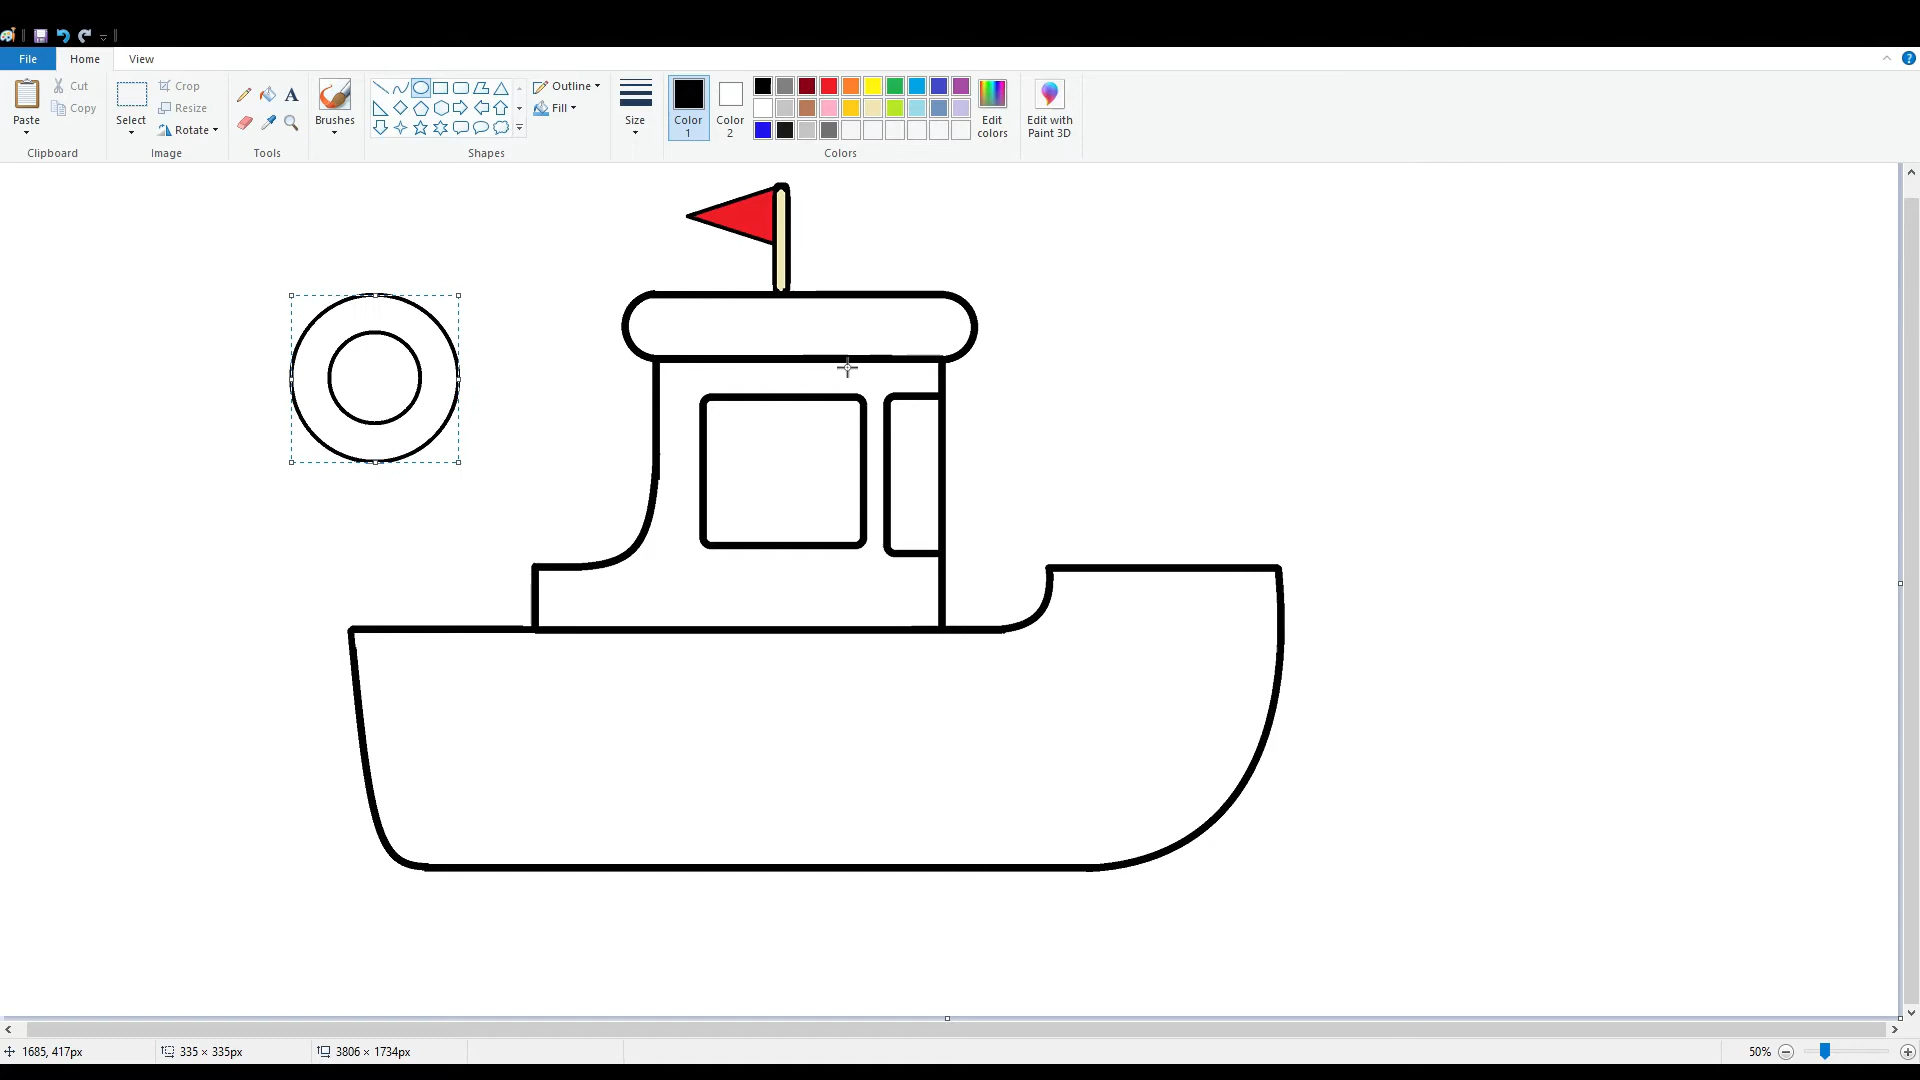 File Home View
Paste
Cut
Copy
Clipboard
Select
Crop
Resize
Rotate
Image
A
Tools
Brushes
Outline
Fill
Shapes
Size
Color
1
Color
2
Edit
colors
Colors
Edit with
Paint 3D
?
1685, 417px 335 × 335px 3806 × 1734px 50%